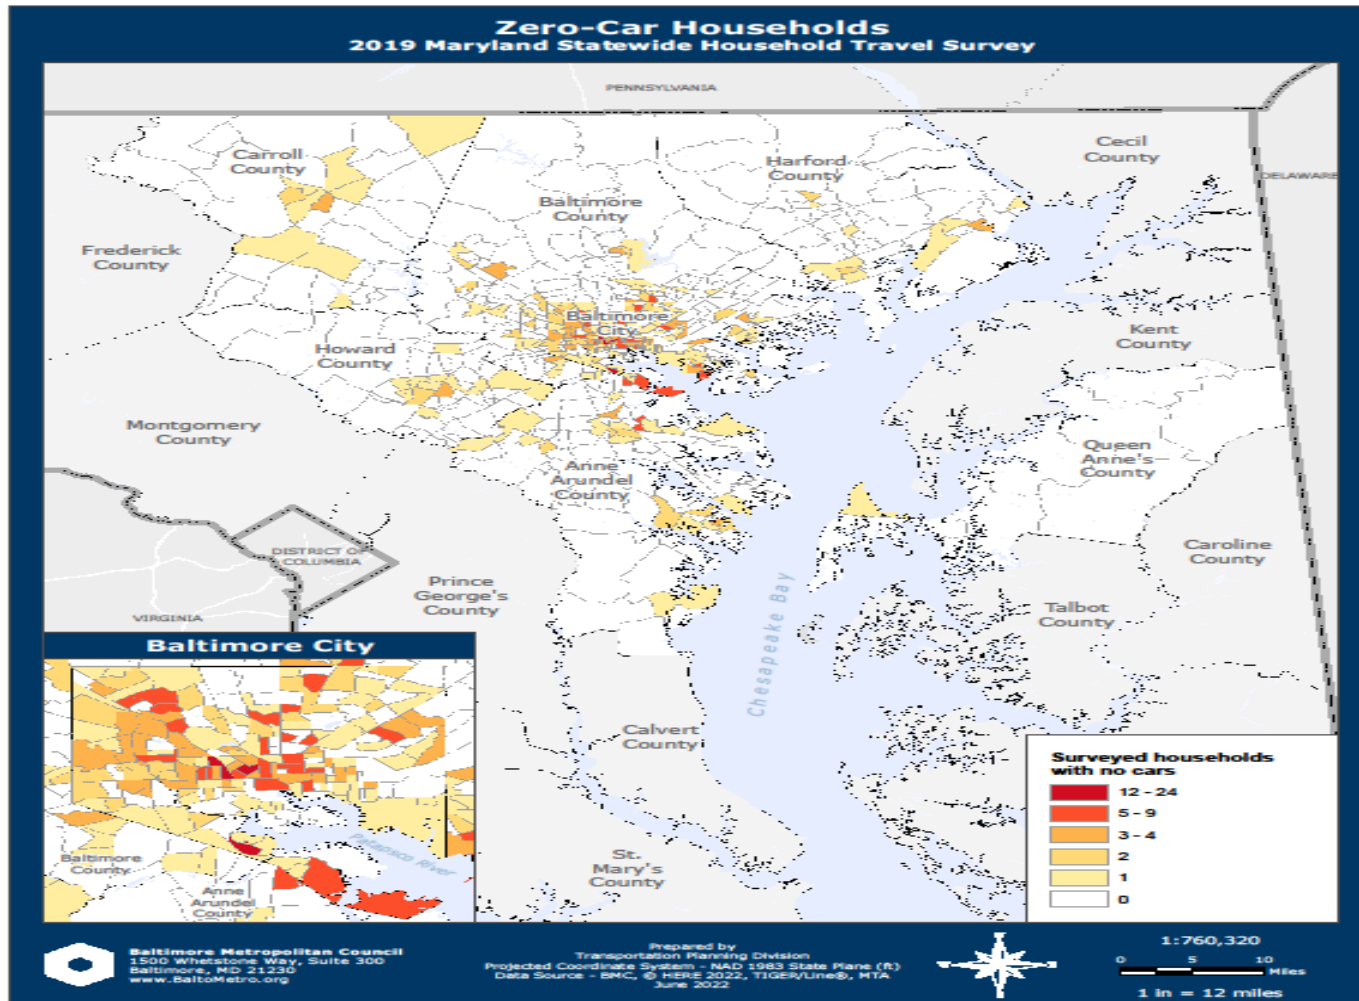 Zero-Car Households
2019 Maryland Statewide Household Travel Survey
PENNSYLVANIA
Cecil
County
DELAWARE
Carroll
County
Harford
County
Baltimore
County
Frederick
County
Baltimore
City
Kent
County
Howard
County
Montgomery
County
Queen
Anne's
County
Anne
Arundel
County
DISTRICT OF
COLUMBIA
Caroline
County
Prince
George's
County
Talbot
County
VIRGINIA
Chesapeake Bay
Calvert
County
St.
Mary's
County
Baltimore City
Patapsco River
Baltimore
County
Anne
Arundel
County
Surveyed households
with no cars
12 - 24
5 - 9
3 - 4
2
1
0
Baltimore Metropolitan Council
1500 Whetstone Way, Suite 300
Baltimore, MD 21230
www.BaltoMetro.org
Prepared by
Transportation Planning Division
Projected Coordinate System - NAD 1983 State Plane (ft)
Data Source - BMC, © HERE 2022, TIGER/Line®, MTA
June 2022
1:760,320
0 5 10
Miles
1 in = 12 miles